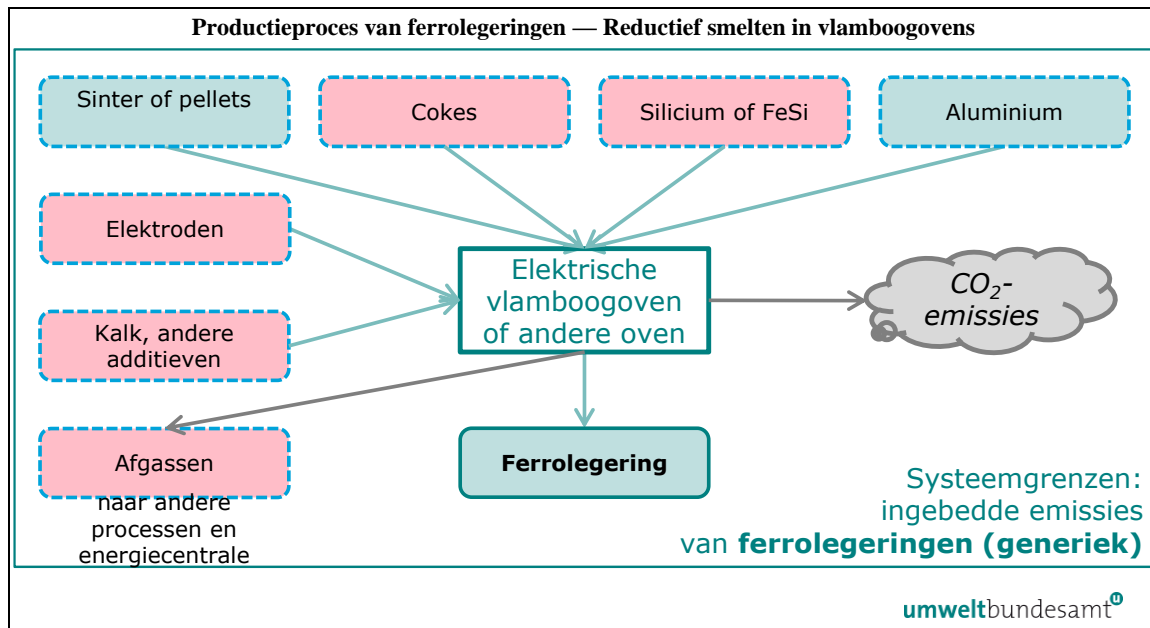 Productieproces van ferrolegeringen — Reductief smelten in vlamboogovens
Sinter of pellets
Cokes
Silicium of FeSi
Aluminium
Elektroden
Elektrische
vlamboogoven
of andere oven
CO₂-
emissies
Kalk, andere
additieven
Afgassen
naar andere
processen en
energiecentrale
Ferrolegering
Systeemgrenzen:
ingebedde emissies
van ferrolegeringen (generiek)
umweltbundesamt
u